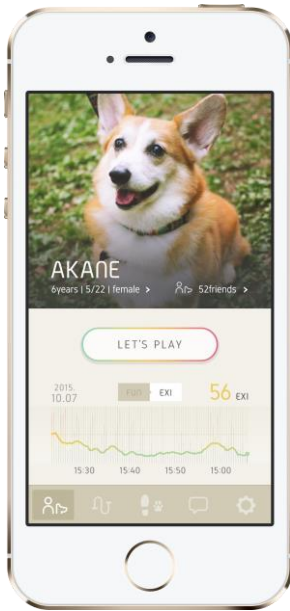 AKANE
6years | 5/22 | female >
52friends >
LET'S PLAY
2015.
10.07
FUN
EXI
56 EXI
15:30 15:40 15:50 15:00